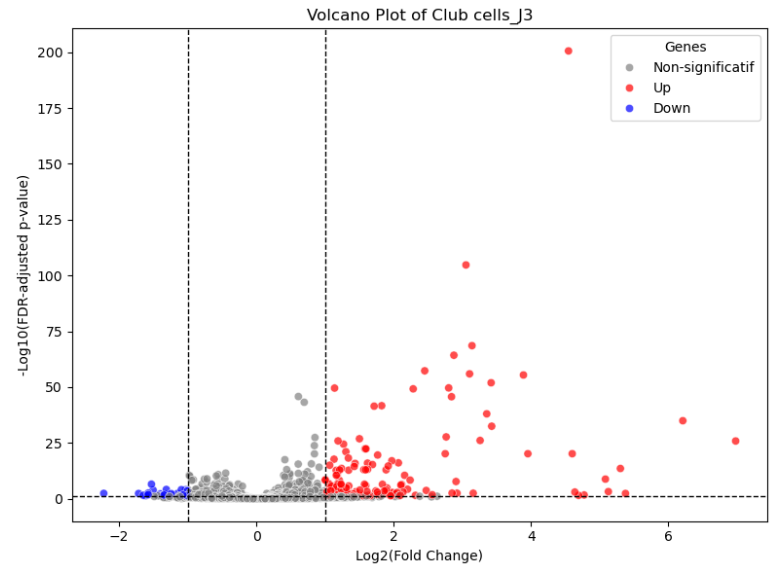 Volcano Plot of Club cells_J3
Genes
Non-significatif
Up
Down
-Log10(FDR-adjusted p-value)
200
175
150
125
100
75
50
25
0
−2
0
2
4
6
Log2(Fold Change)